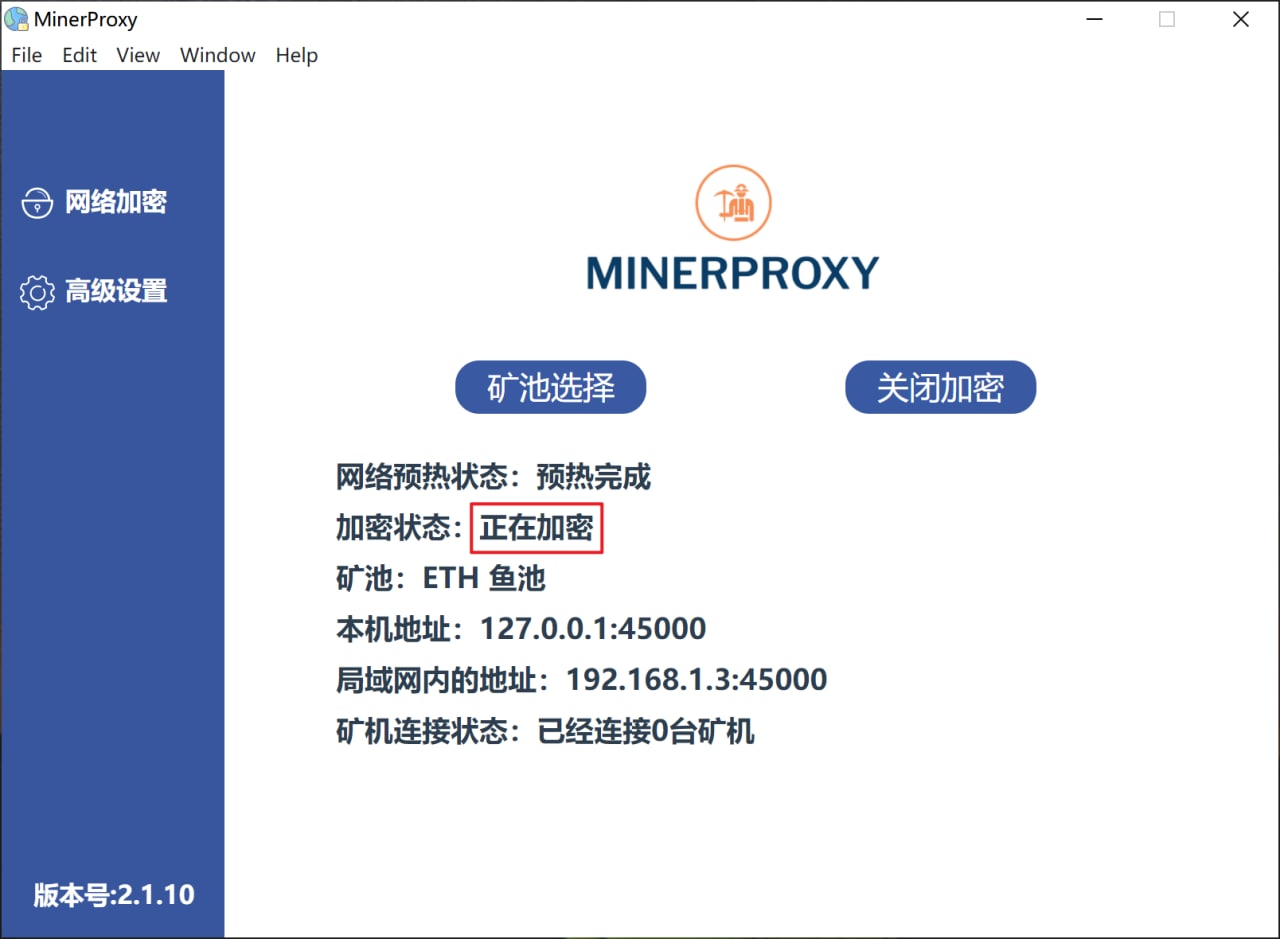 MinerProxy
File Edit View Window Help
网络加密
高级设置
MINERPROXY
矿池选择
关闭加密
网络预热状态：预热完成
加密状态：正在加密
矿池：ETH 鱼池
本机地址：127.0.0.1:45000
局域网内的地址：192.168.1.3:45000
矿机连接状态：已经连接0台矿机
版本号:2.1.10